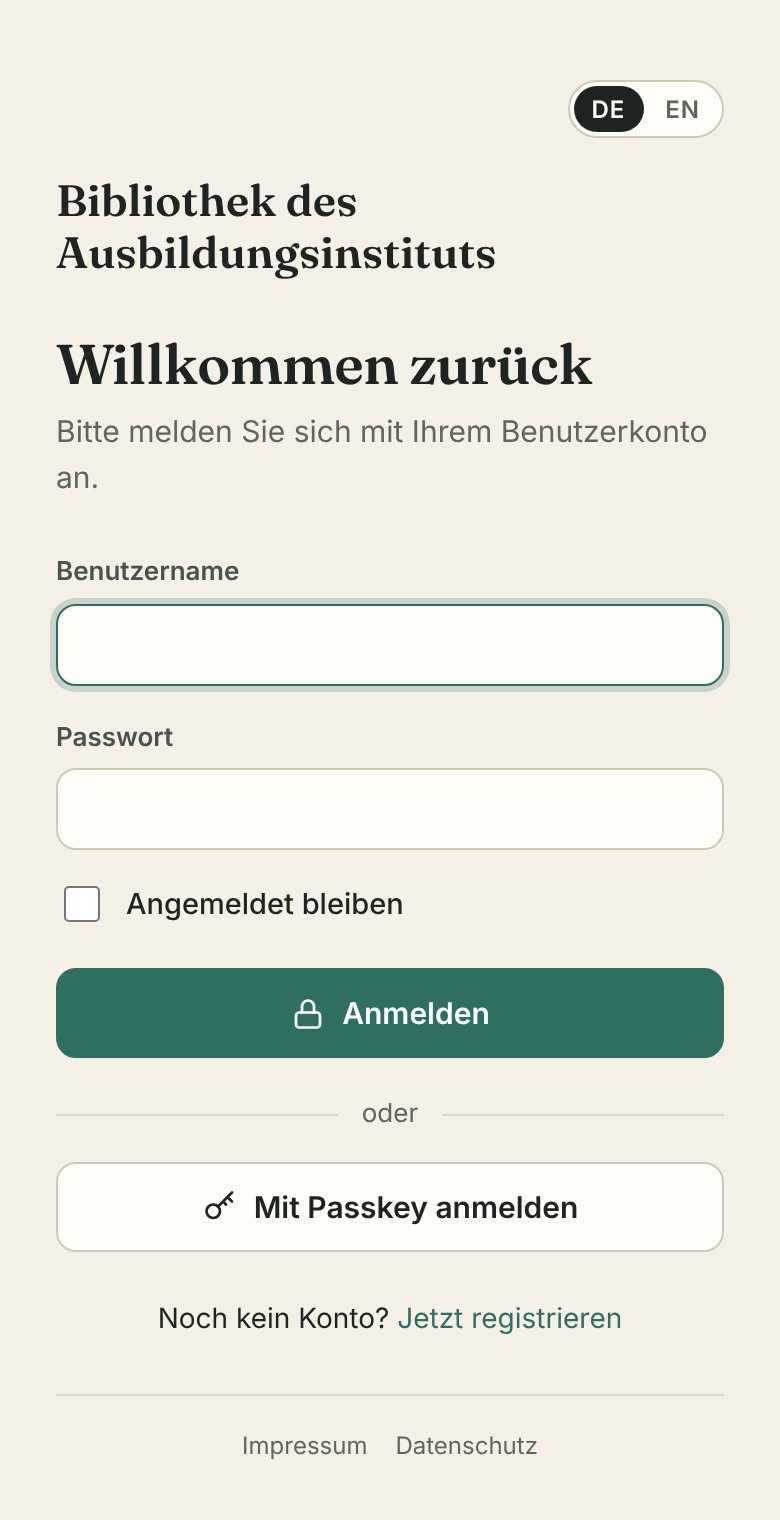 DE EN
Bibliothek des
Ausbildungsinstituts
Willkommen zurück
Bitte melden Sie sich mit Ihrem Benutzerkonto
an.
Benutzername
Passwort
Angemeldet bleiben
Anmelden
oder
Mit Passkey anmelden
Noch kein Konto? Jetzt registrieren
Impressum Datenschutz